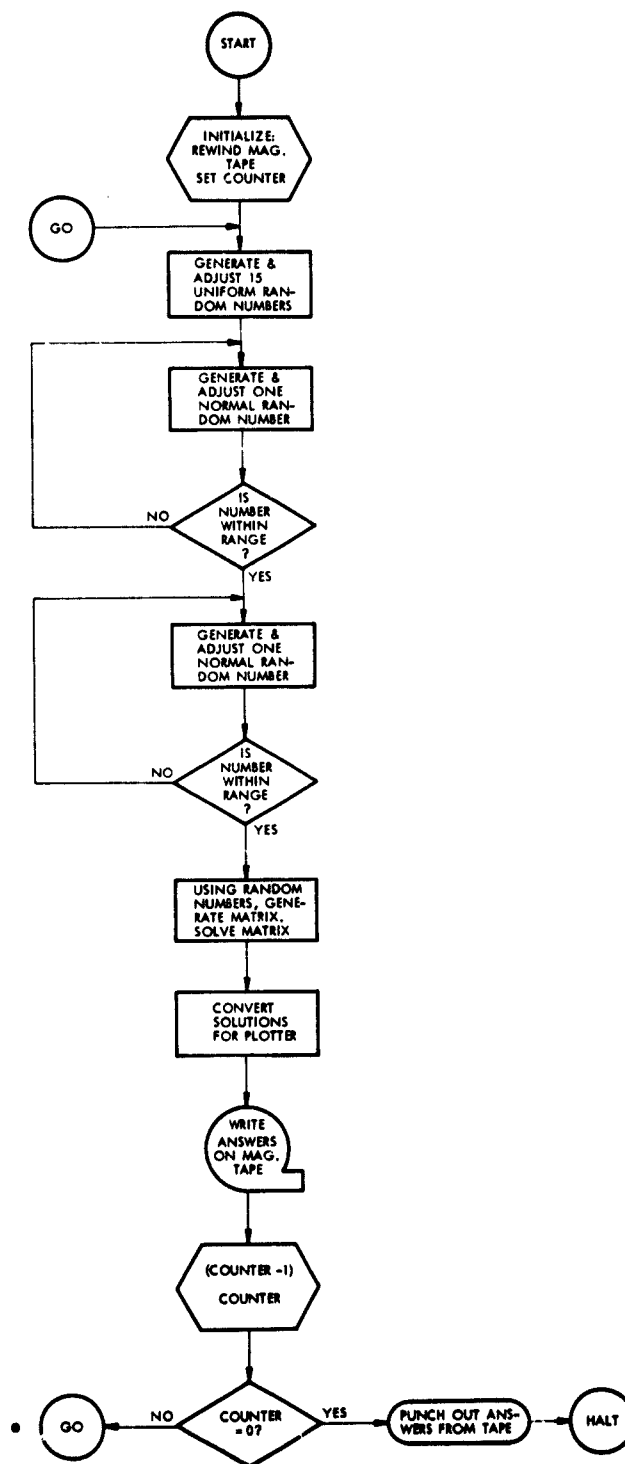 START
INITIALIZE:
REWIND MAG.
TAPE
SET COUNTER
GO
GENERATE &
ADJUST 15
UNIFORM RAN-
DOM NUMBERS
GENERATE &
ADJUST ONE
NORMAL RAN-
DOM NUMBER
IS
NUMBER
WITHIN
RANGE
?
NO
YES
GENERATE &
ADJUST ONE
NORMAL RAN-
DOM NUMBER
IS
NUMBER
WITHIN
RANGE
?
NO
YES
USING RANDOM
NUMBERS, GENE-
RATE MATRIX.
SOLVE MATRIX
CONVERT
SOLUTIONS
FOR PLOTTER
WRITE
ANSWERS
ON MAG.
TAPE
(COUNTER -1)
COUNTER
COUNTER
= 0?
NO
GO
YES
PUNCH OUT ANS-
WERS FROM TAPE
HALT